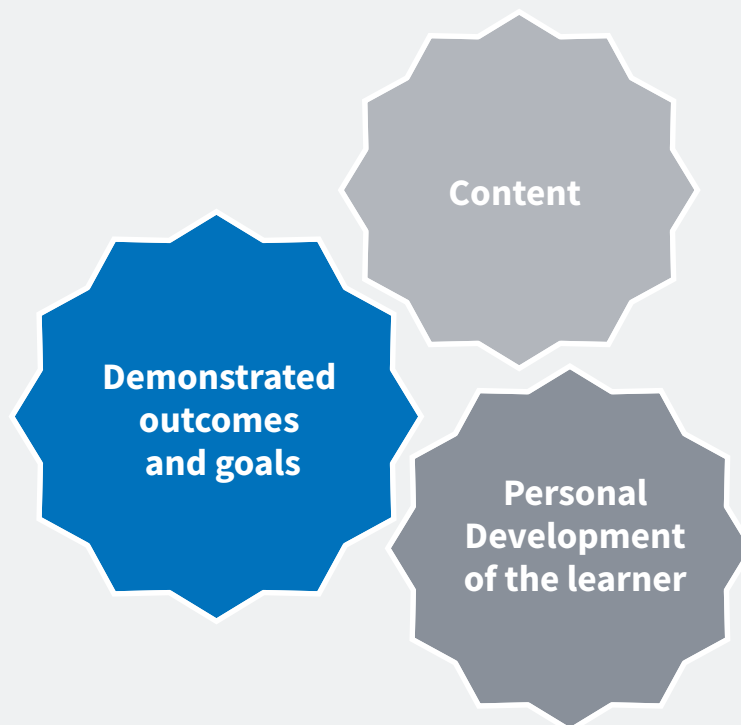 Content
Demonstrated
outcomes
and goals
Personal
Development
of the learner